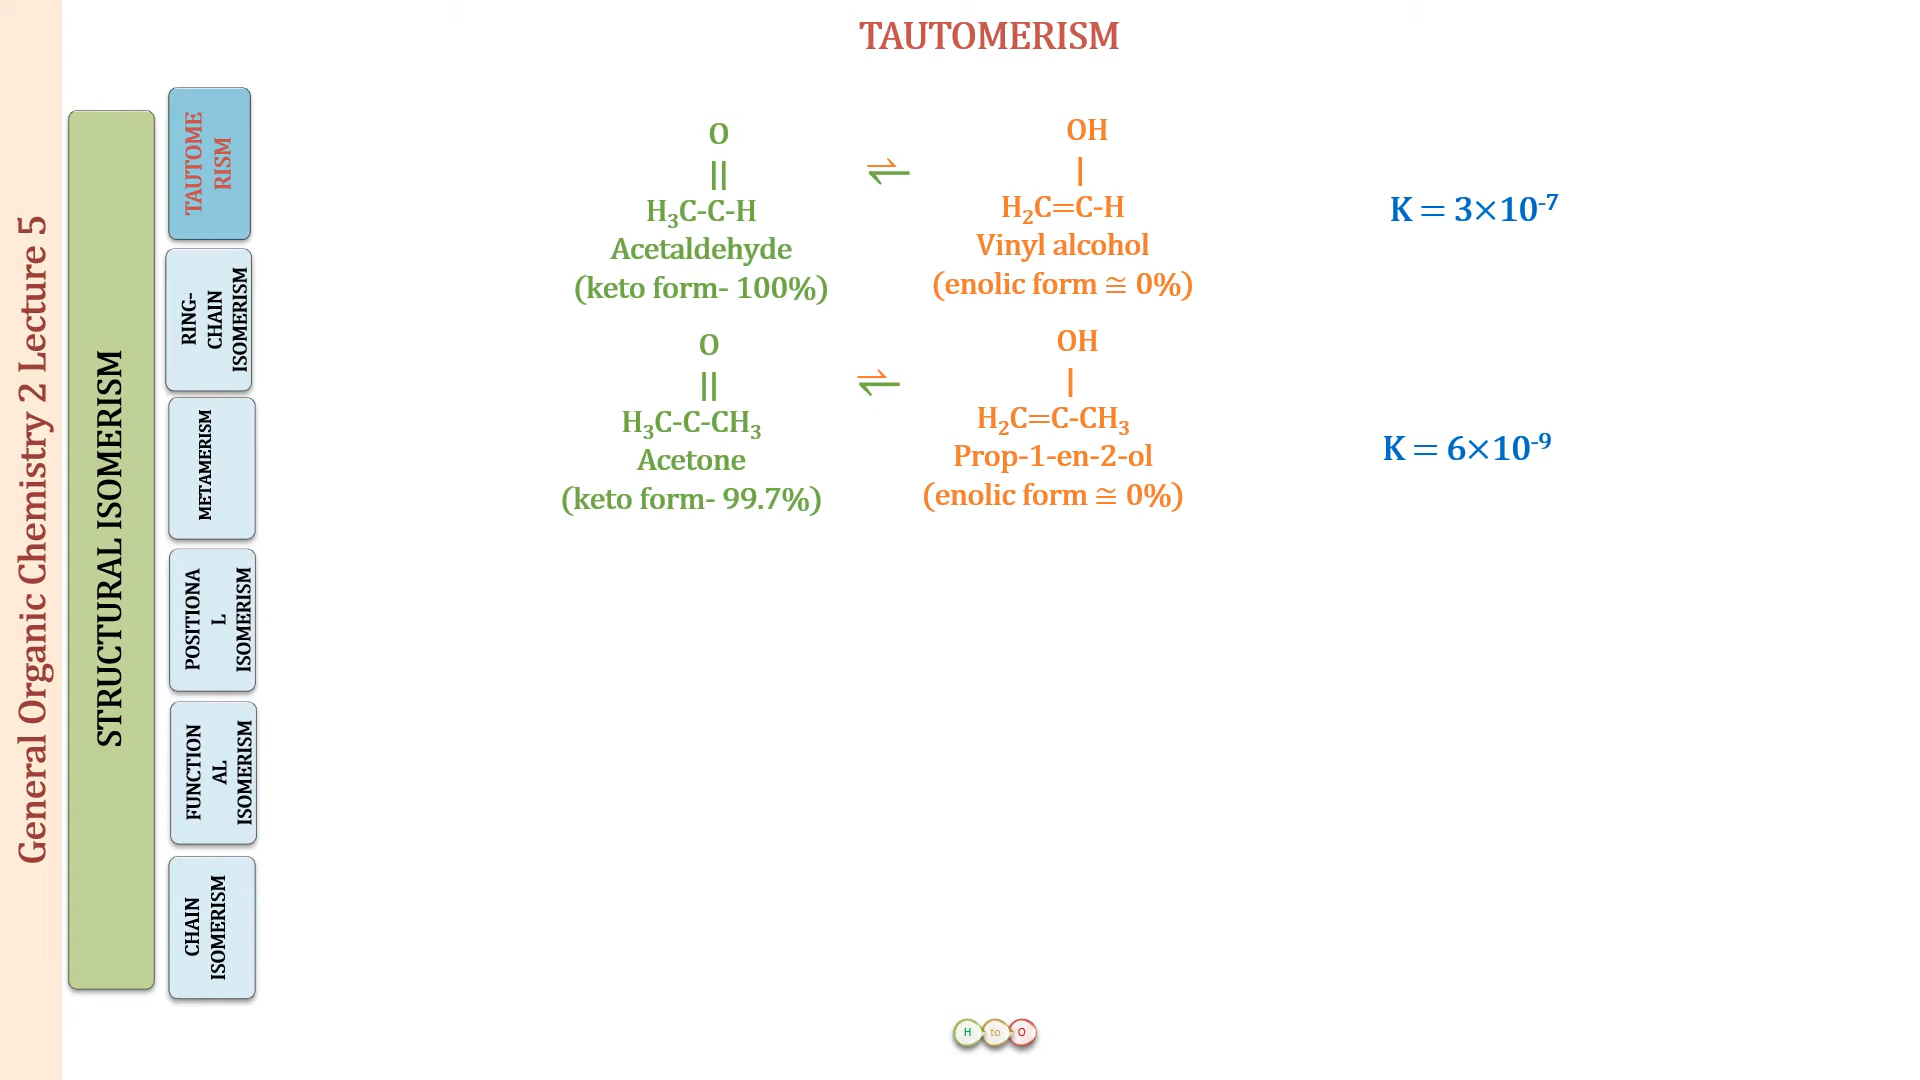 TAUTOMERISM
General Organic Chemistry 2 Lecture 5
STRUCTURAL ISOMERISM
TAUTOME
RISM
RING-
CHAIN
ISOMERISM
METAMERISM
POSITIONA
L
ISOMERISM
FUNCTION
AL
ISOMERISM
CHAIN
ISOMERISM
O
||
H₃C-C-H
Acetaldehyde
(keto form- 100%)
⇌
OH
|
H₂C=C-H
Vinyl alcohol
(enolic form ≅ 0%)
K = 3×10⁻⁷
O
||
H₃C-C-CH₃
Acetone
(keto form- 99.7%)
⇌
OH
|
H₂C=C-CH₃
Prop-1-en-2-ol
(enolic form ≅ 0%)
K = 6×10⁻⁹
H to O